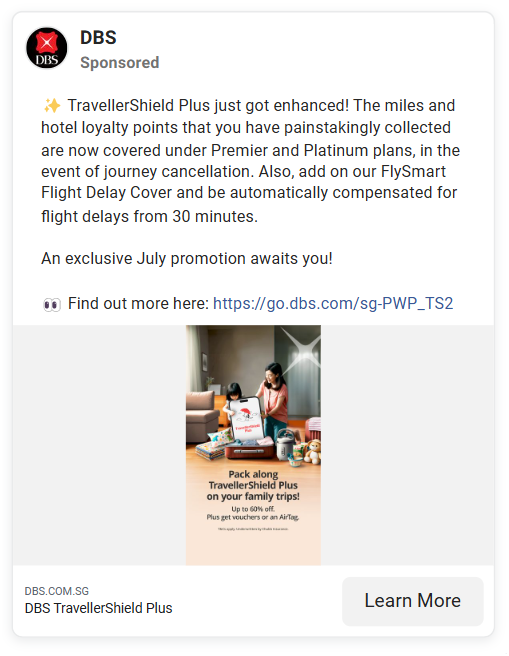 DBS
DBS
Sponsored
✨ TravellerShield Plus just got enhanced! The miles and
hotel loyalty points that you have painstakingly collected
are now covered under Premier and Platinum plans, in the
event of journey cancellation. Also, add on our FlySmart
Flight Delay Cover and be automatically compensated for
flight delays from 30 minutes.
An exclusive July promotion awaits you!
👀 Find out more here: https://go.dbs.com/sg-PWP_TS2
TravellerShield
Plus
Pack along
TravellerShield Plus
on your family trips!
Up to 60% off.
Plus get vouchers or an AirTag.
DBS.COM.SG
DBS TravellerShield Plus
Learn More